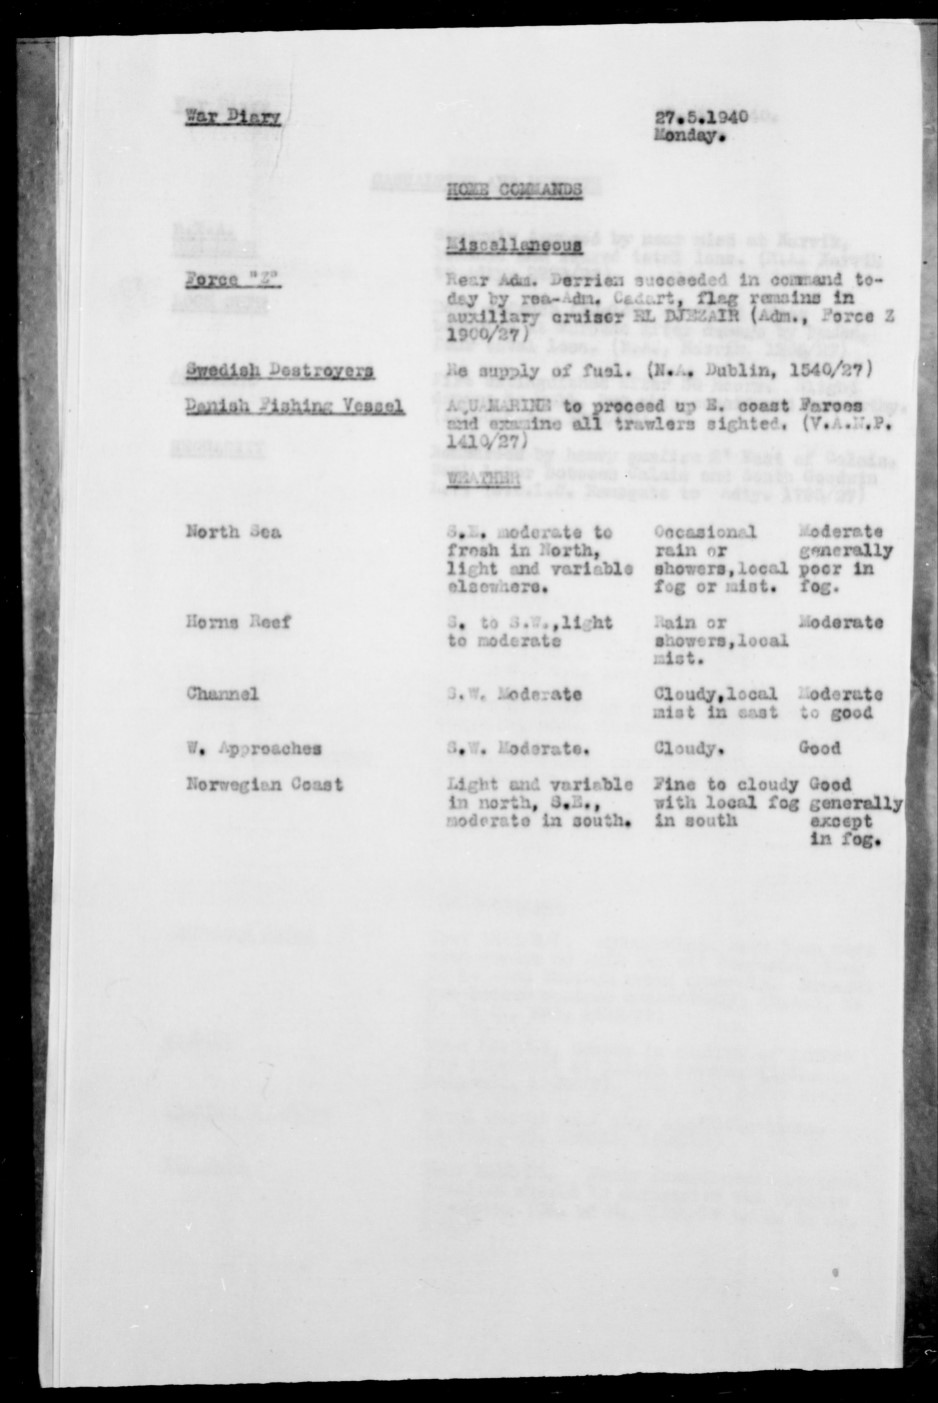 War Diary 27.5.1940
Monday.
HOME COMMANDS
Miscellaneous
Force "Z" Rear Adm. Derrien succeeded in command to-
day by rea-Adm. Cadart, flag remains in
auxiliary cruiser EL DJEZAIR (Adm., Force Z
1900/27)
Swedish Destroyers Re supply of fuel. (N.A. Dublin, 1540/27)
Danish Fishing Vessel AQUAMARINE to proceed up E. coast Faroes
and examine all trawlers sighted. (V.A.N.P.
1410/27)
WEATHER
North Sea S.E. moderate to Occasional Moderate
fresh in North, rain or generally
light and variable showers,local poor in
elsewhere. fog or mist. fog.
Horns Reef S. to S.W.,light Rain or Moderate
to moderate showers,local
mist.
Channel S.W. Moderate Cloudy,local Moderate
mist in east to good
W. Approaches S.W. Moderate. Cloudy. Good
Norwegian Coast Light and variable Fine to cloudy Good
in north, S.E., with local fog generally
moderate in south. in south except
in fog.